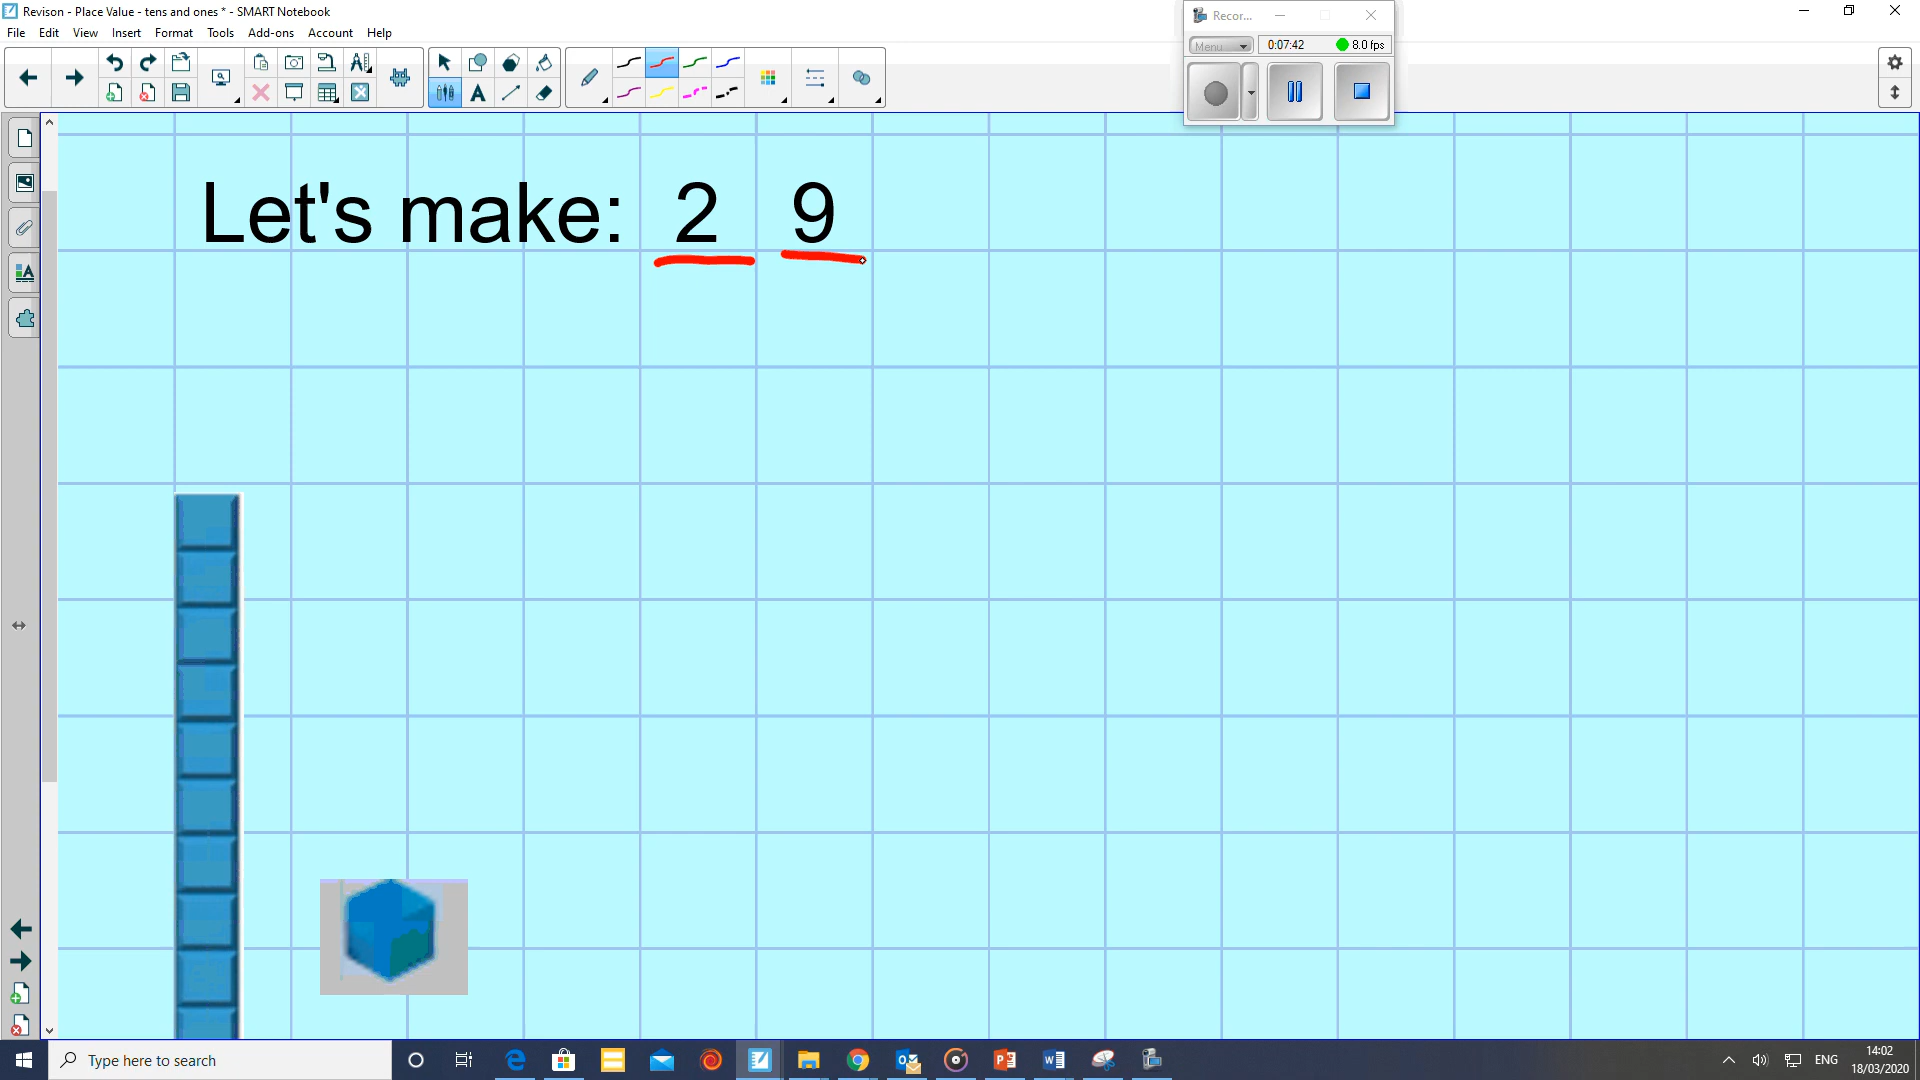 Revison - Place Value - tens and ones * - SMART Notebook
File Edit View Insert Format Tools Add-ons Account Help
Recor...
Menu 0:07:42 8.0 fps
Let's make: 2 9
Type here to search
ENG
14:02
18/03/2020